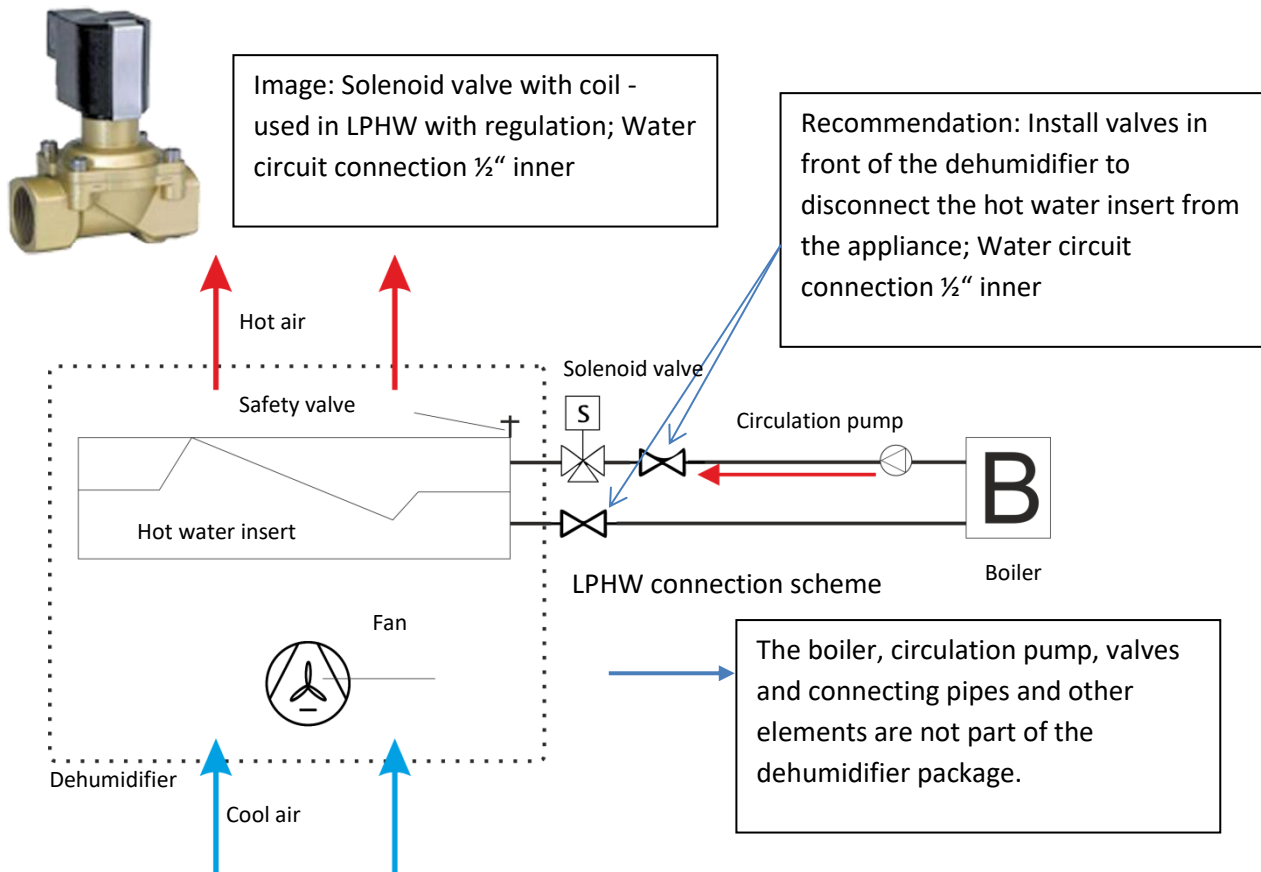 Image: Solenoid valve with coil -
used in LPHW with regulation; Water
circuit connection ½“ inner
Recommendation: Install valves in
front of the dehumidifier to
disconnect the hot water insert from
the appliance; Water circuit
connection ½“ inner
Hot air
Solenoid valve
Safety valve
S
Circulation pump
B
Hot water insert
Boiler
LPHW connection scheme
Fan
The boiler, circulation pump, valves
and connecting pipes and other
elements are not part of the
dehumidifier package.
Dehumidifier
Cool air